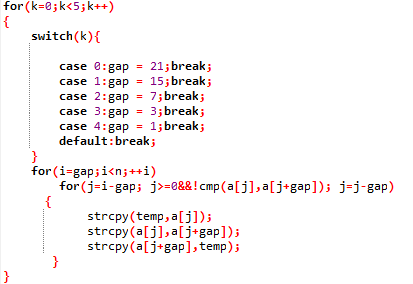 for(k=0;k<5;k++)
{
switch(k){
case 0:gap = 21;break;
case 1:gap = 15;break;
case 2:gap = 7;break;
case 3:gap = 3;break;
case 4:gap = 1;break;
default:break;
}
for(i=gap;i<n;++i)
for(j=i-gap; j>=0&&!cmp(a[j],a[j+gap]); j=j-gap)
{
strcpy(temp,a[j]);
strcpy(a[j],a[j+gap]);
strcpy(a[j+gap],temp);
}
}